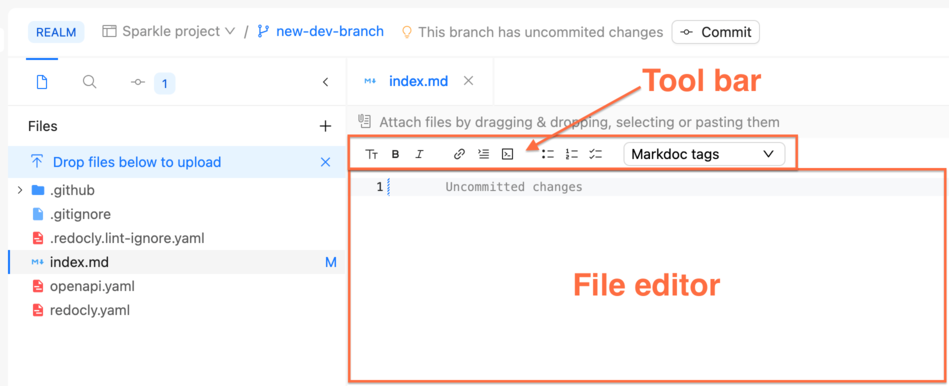 REALM Sparkle project / new-dev-branch This branch has uncommited changes Commit
1
index.md
Tool bar
Files
Attach files by dragging & dropping, selecting or pasting them
Drop files below to upload
Tт B I Markdoc tags
.github
1 Uncommitted changes
.gitignore
.redocly.lint-ignore.yaml
index.md M
openapi.yaml
redocly.yaml
File editor